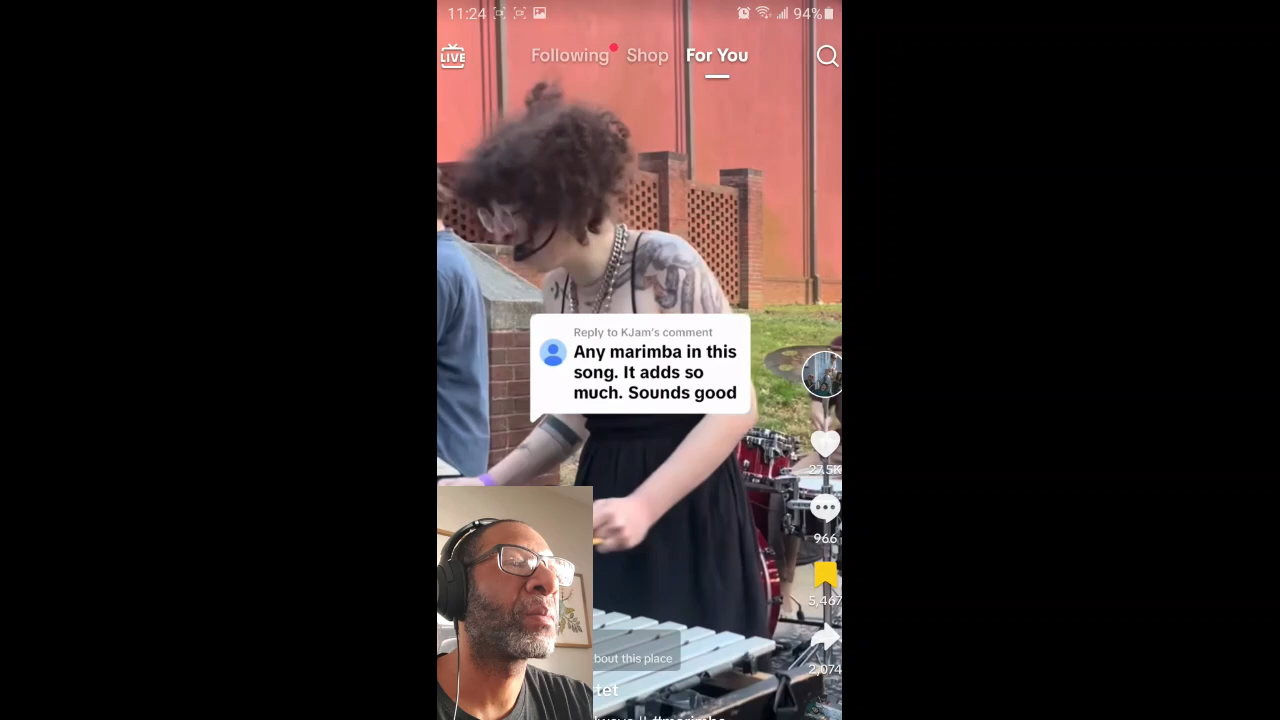 11:24
94%
LIVE
Following
Shop
For You
Reply to KJam's comment
Any marimba in this
song. It adds so
much. Sounds good
27.5K
966
5,467
bout this place
2,074
tet